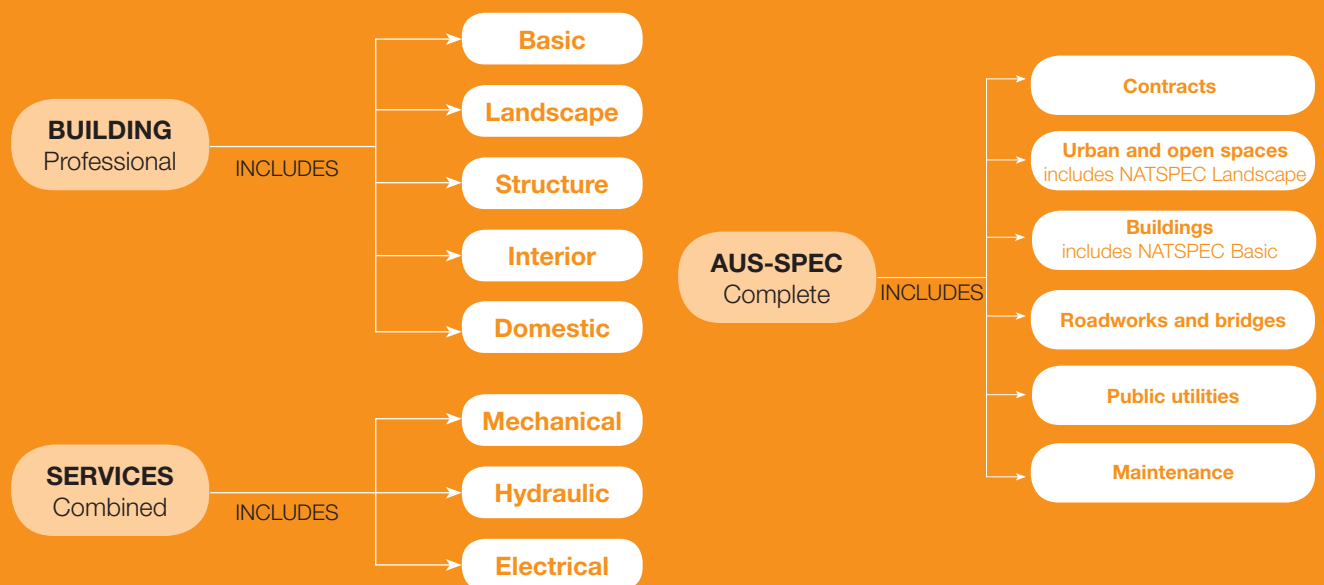 BUILDING
Professional
INCLUDES
Basic
Landscape
Structure
Interior
Domestic
SERVICES
Combined
INCLUDES
Mechanical
Hydraulic
Electrical
AUS-SPEC
Complete
INCLUDES
Contracts
Urban and open spaces
includes NATSPEC Landscape
Buildings
includes NATSPEC Basic
Roadworks and bridges
Public utilities
Maintenance